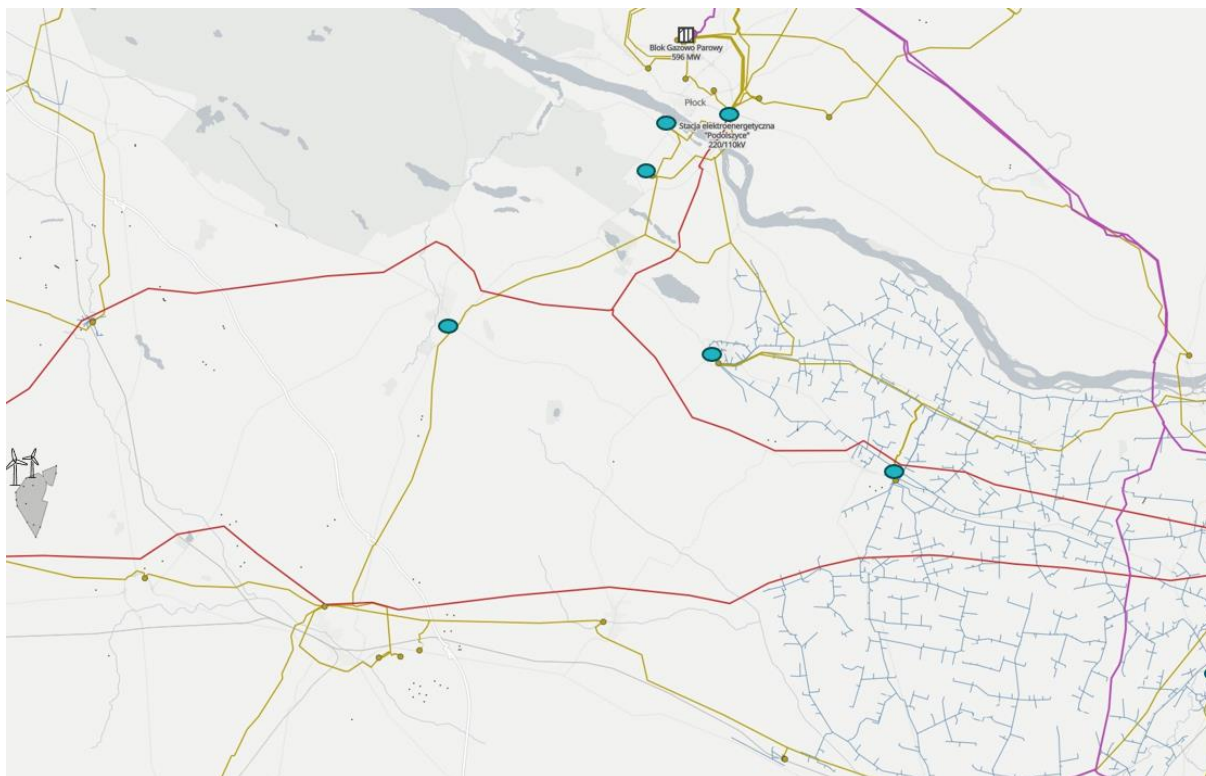 Blok Gazowo Parowy
596 MW
Płock
Stacja elektroenergetyczna
"Podolszyce"
220/110kV